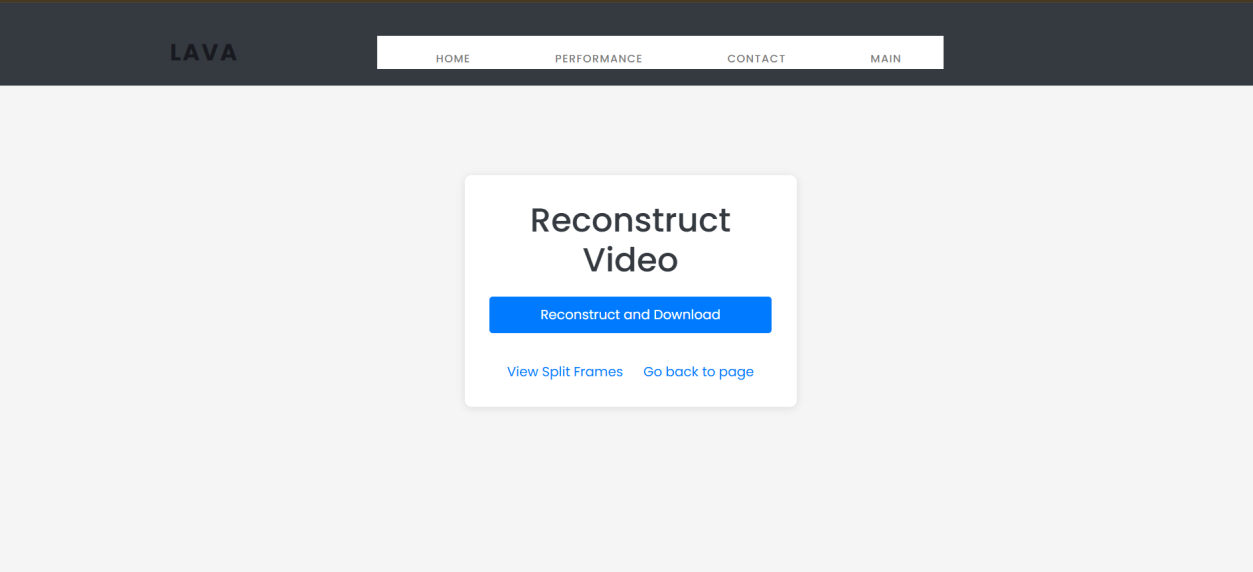 LAVA
HOME PERFORMANCE CONTACT MAIN
Reconstruct
Video
Reconstruct and Download
View Split Frames Go back to page